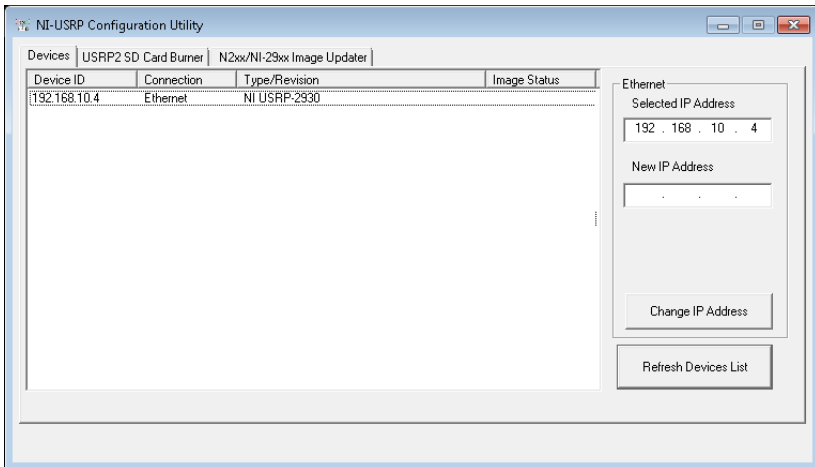 NI-USRP Configuration Utility
Devices USRP2 SD Card Burner N2xx/NI-29xx Image Updater
Device ID Connection Type/Revision Image Status
192.168.10.4 Ethernet NI USRP-2930
Ethernet
Selected IP Address
192 . 168 . 10 . 4
New IP Address
. . .
Change IP Address
Refresh Devices List